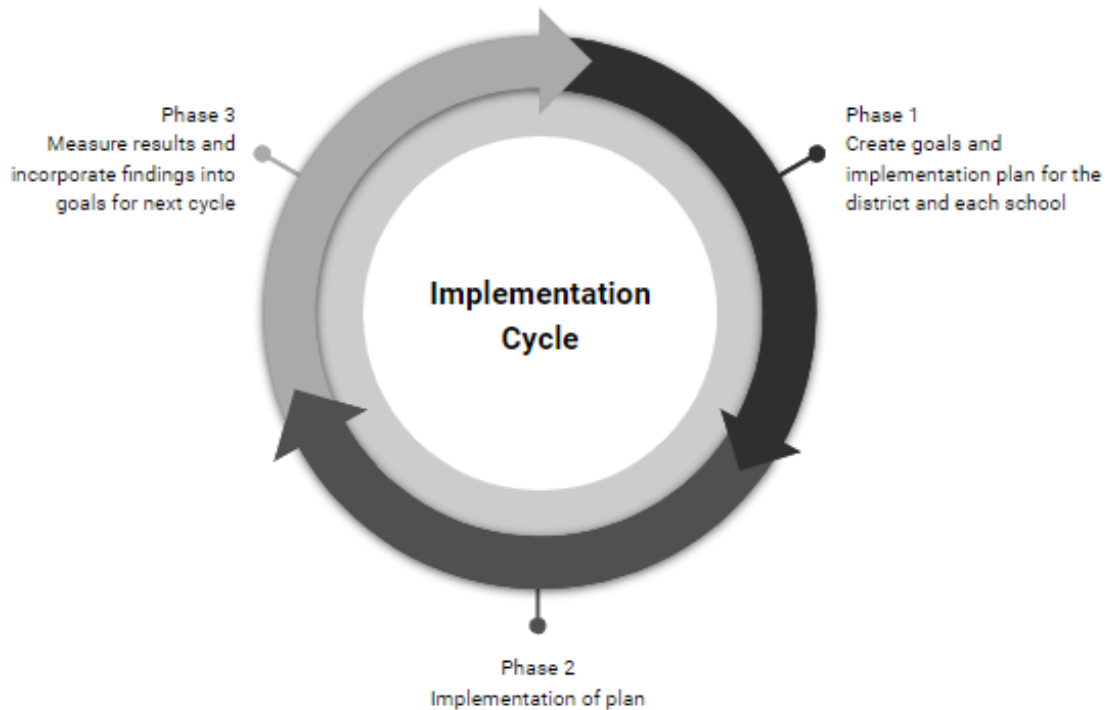 Phase 3
Measure results and
incorporate findings into
goals for next cycle
Phase 1
Create goals and
implementation plan for the
district and each school
Implementation
Cycle
Phase 2
Implementation of plan